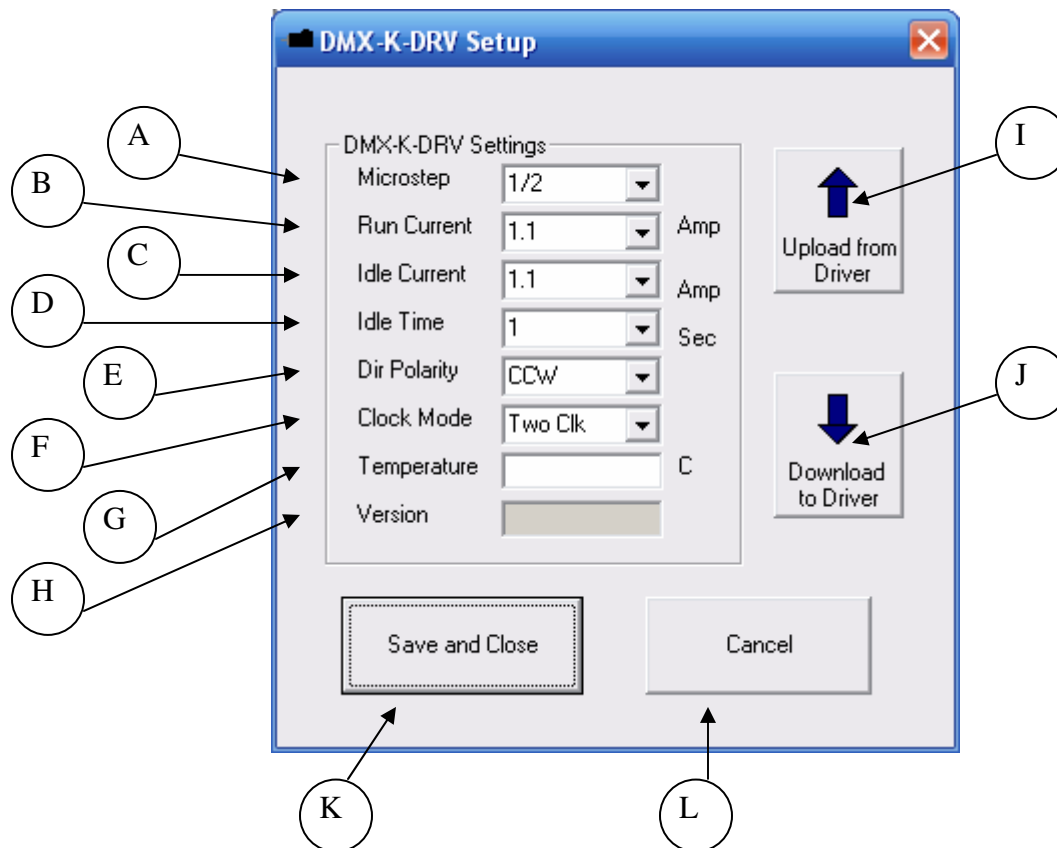 DMX-K-DRV Setup
DMX-K-DRV Settings
A
Microstep 1/2
B
Run Current 1.1 Amp
C
Idle Current 1.1 Amp
D
Idle Time 1 Sec
E
Dir Polarity CCW
F
Clock Mode Two Clk
G
Temperature C
H
Version
I
Upload from
Driver
J
Download
to Driver
Save and Close
Cancel
K
L